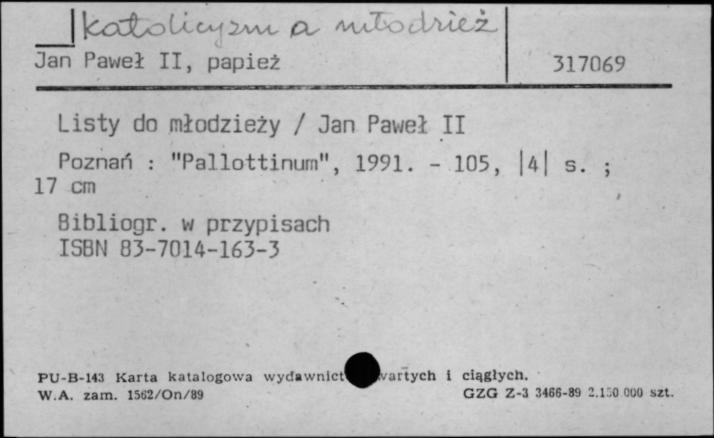 katolicyzm a młodzież
Jan Paweł II, papież 317069
Listy do młodzieży / Jan Paweł II
Poznań : "Pallottinum", 1991. - 105, |4| s. ;
17 cm
Bibliogr. w przypisach
ISBN 83-7014-163-3
PU-B-143 Karta katalogowa wydawnict wartych i ciągłych.
W.A. zam. 1562/On/89 GZG Z-3 3466-89 2.150 000 szt.